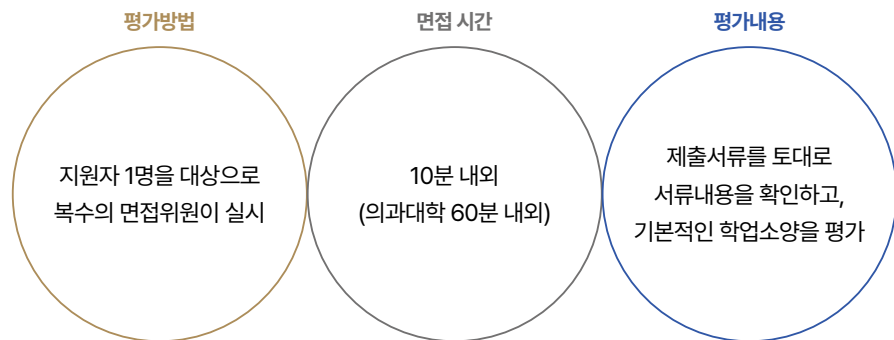 평가방법
면접 시간
평가내용
지원자 1명을 대상으로
복수의 면접위원이 실시
10분 내외
(의과대학 60분 내외)
제출서류를 토대로
서류내용을 확인하고,
기본적인 학업소양을 평가